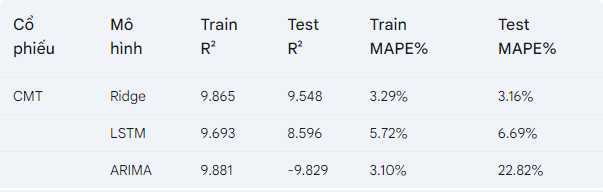 Cổ phiếu Mô hình Train R² Test R² Train MAPE% Test MAPE%
CMT Ridge 9.865 9.548 3.29% 3.16%
LSTM 9.693 8.596 5.72% 6.69%
ARIMA 9.881 -9.829 3.10% 22.82%